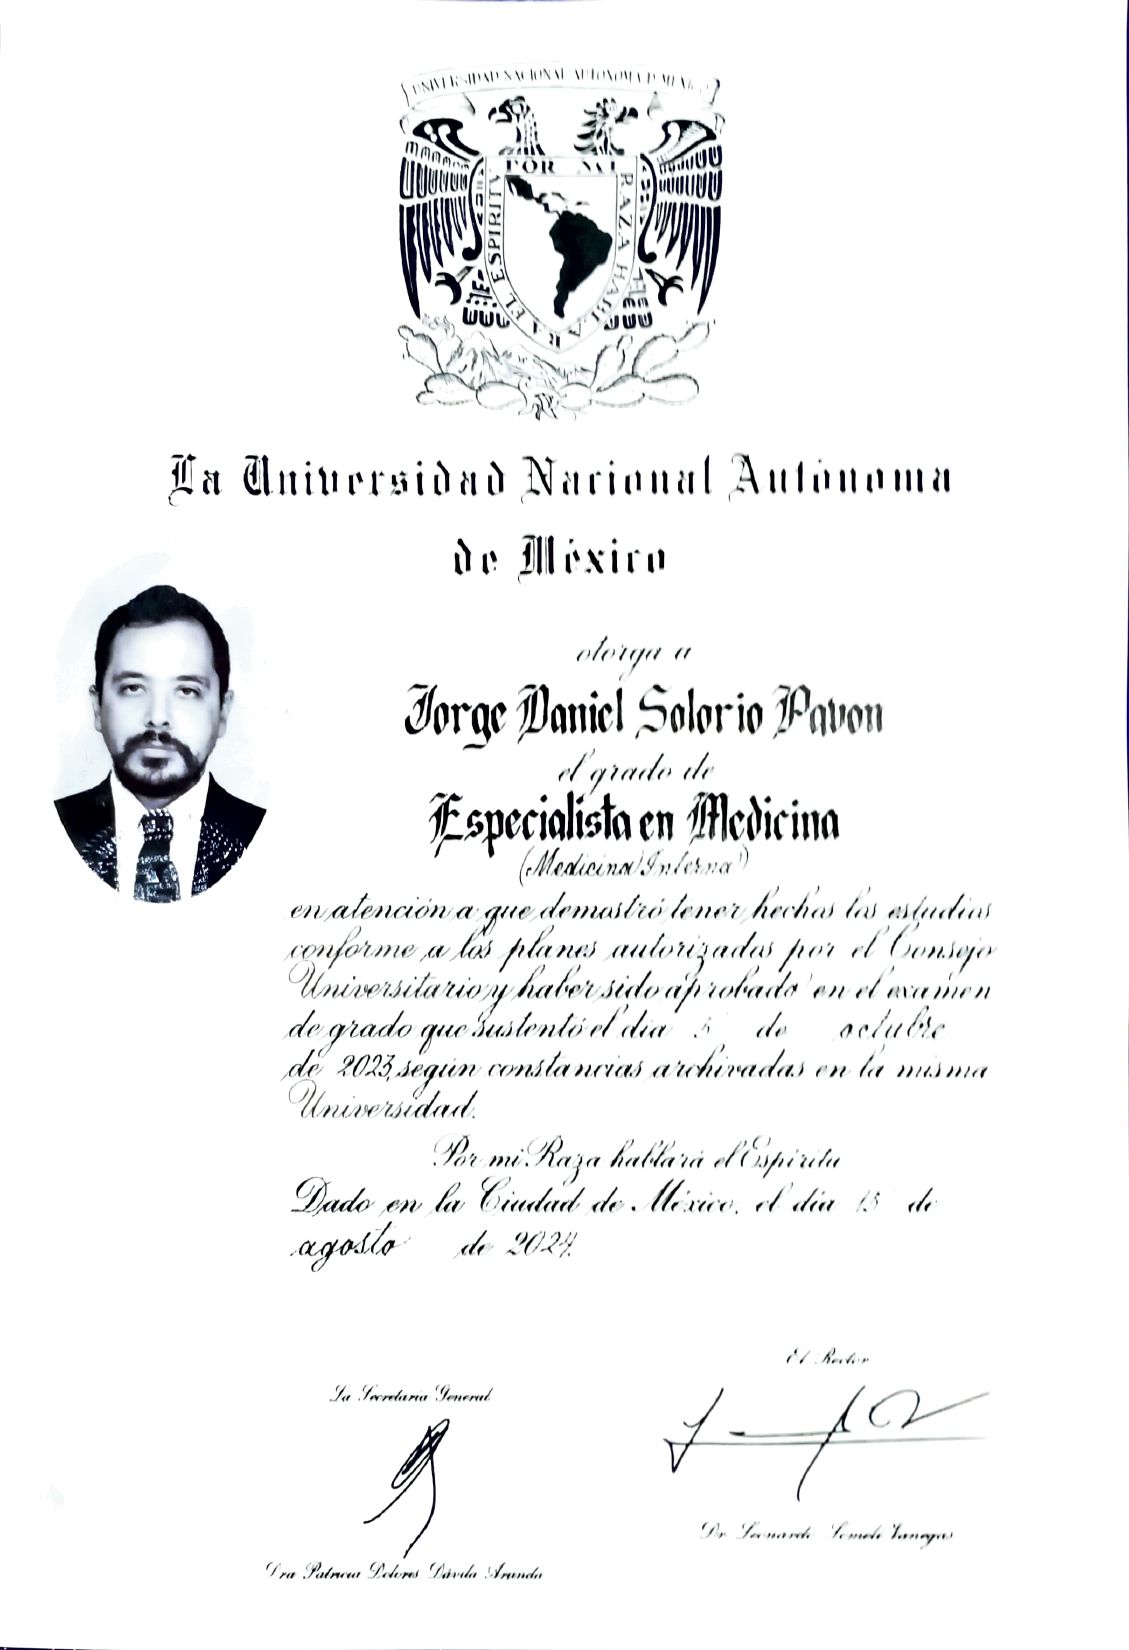 UNIVERSIDAD NACIONAL AUTONOMA D MEXICO
POR MI RAZA HABLARA EL ESPIRITU
La Universidad Nacional Autónoma
de México
otorga a
Jorge Daniel Solorio Pavon
el grado de
Especialista en Medicina
(Medicina Interna)
en atención a que demostró tener hechos los estudios
conforme a los planes autorizados por el Consejo
Universitario y haber sido aprobado en el examen
de grado que sustentó el día 5 de octubre
de 2023, según constancias archivadas en la misma
Universidad.
Por mi Raza hablará el Espíritu
Dado en la Ciudad de México, el día 15 de
agosto de 2024.
El Rector
La Secretaria General
Dr Leonardo Lomelí Vanegas
Dra Patricia Dolores Dávila Aranda